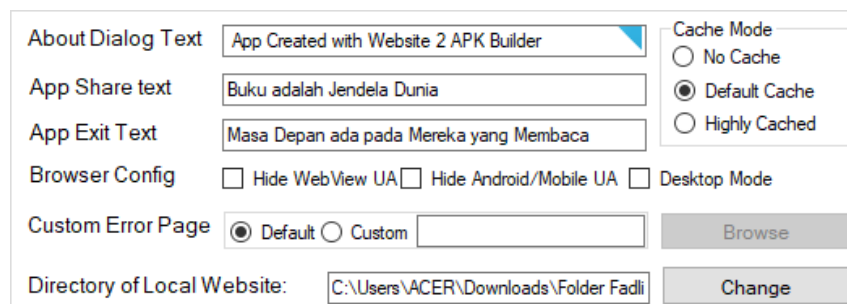 About Dialog Text App Created with Website 2 APK Builder
Cache Mode
No Cache
App Share text Buku adalah Jendela Dunia
Default Cache
App Exit Text Masa Depan ada pada Mereka yang Membaca
Highly Cached
Browser Config Hide WebView UA Hide Android/Mobile UA Desktop Mode
Custom Error Page Default Custom Browse
Directory of Local Website: C:\Users\ACER\Downloads\Folder Fadli Change